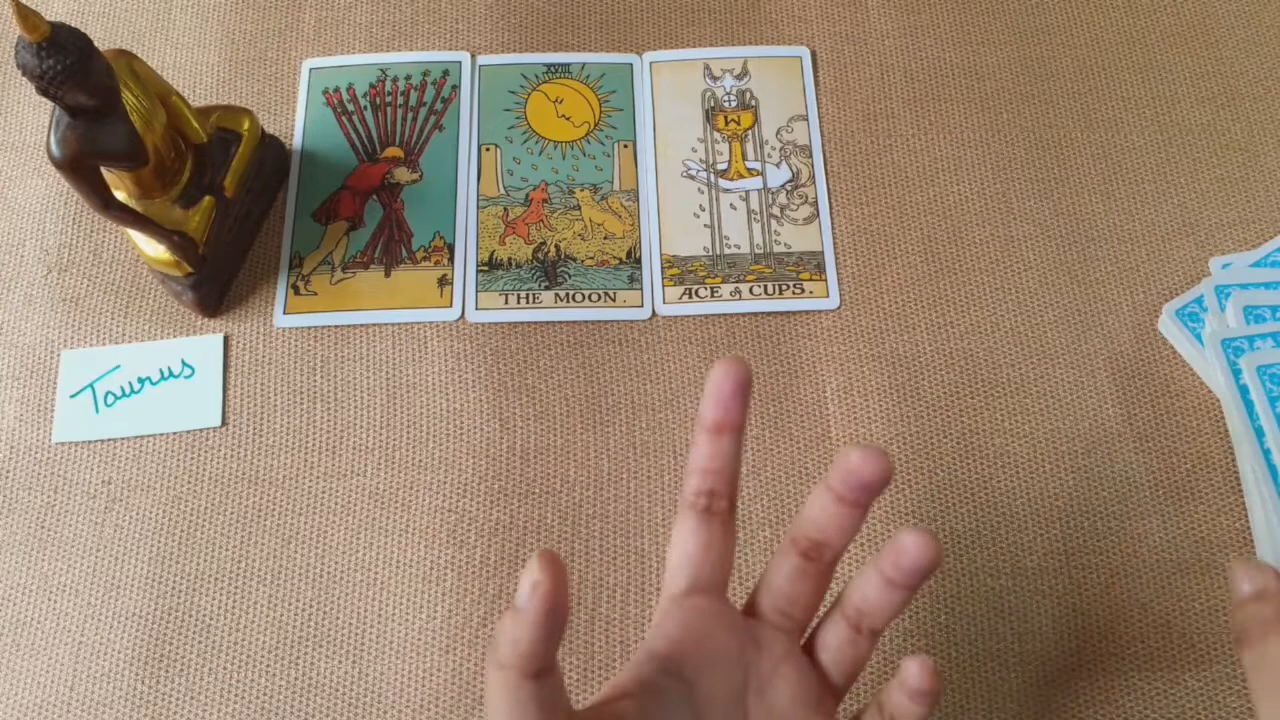 X
XVIII
THE MOON.
W
ACE of CUPS.
Taurus